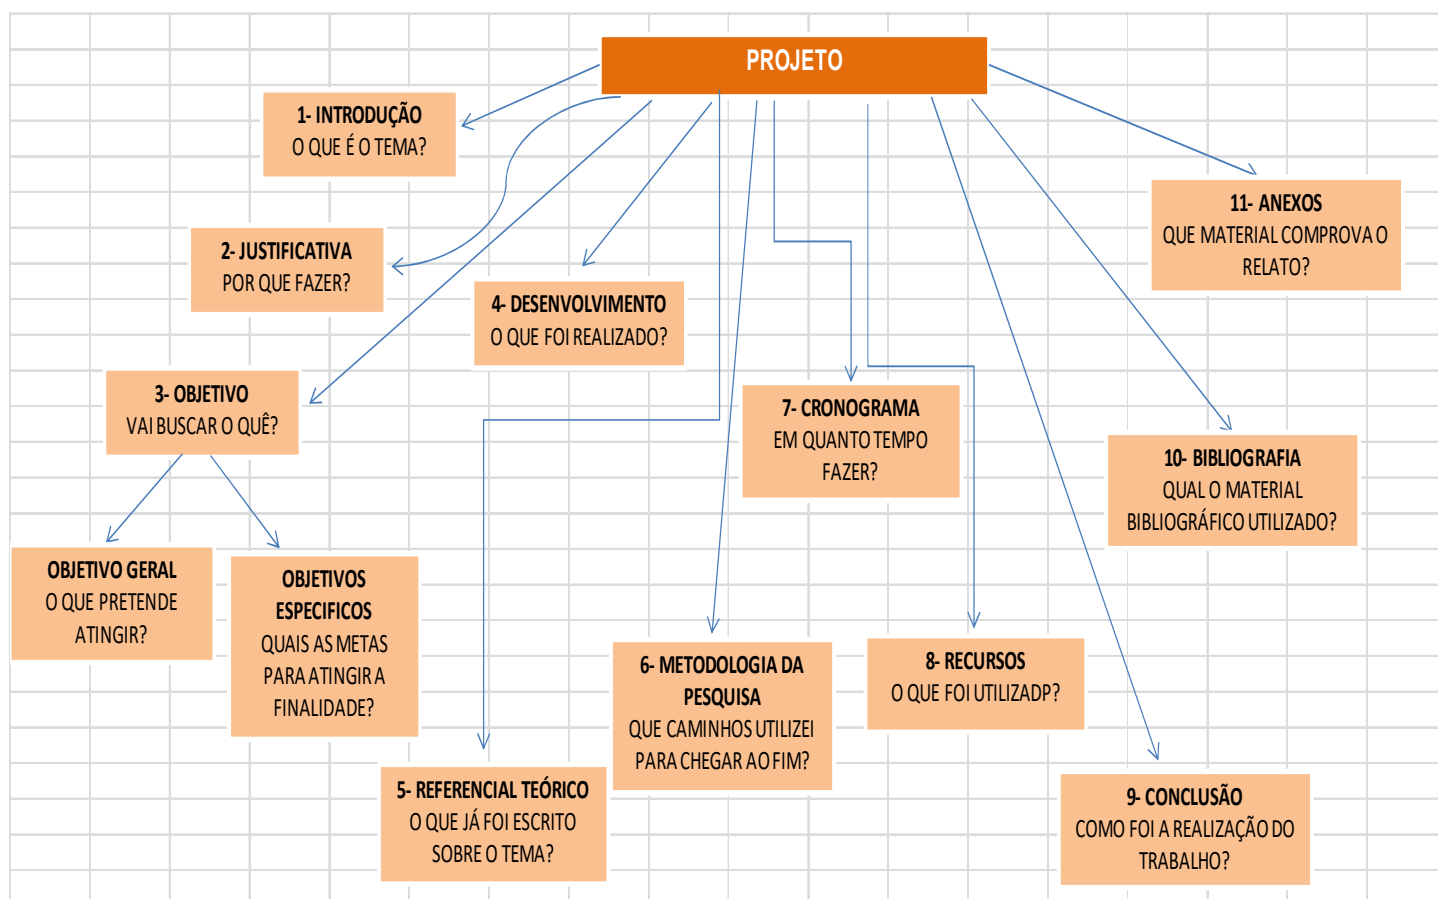 PROJETO
1- INTRODUÇÃO
O QUE É O TEMA?
2- JUSTIFICATIVA
POR QUE FAZER?
3- OBJETIVO
VAI BUSCAR O QUÊ?
OBJETIVO GERAL
O QUE PRETENDE
ATINGIR?
OBJETIVOS
ESPECIFICOS
QUAIS AS METAS
PARA ATINGIR A
FINALIDADE?
4- DESENVOLVIMENTO
O QUE FOI REALIZADO?
5- REFERENCIAL TEÓRICO
O QUE JÁ FOI ESCRITO
SOBRE O TEMA?
6- METODOLOGIA DA
PESQUISA
QUE CAMINHOS UTILIZEI
PARA CHEGAR AO FIM?
7- CRONOGRAMA
EM QUANTO TEMPO
FAZER?
8- RECURSOS
O QUE FOI UTILIZADP?
9- CONCLUSÃO
COMO FOI A REALIZAÇÃO DO
TRABALHO?
10- BIBLIOGRAFIA
QUAL O MATERIAL
BIBLIOGRÁFICO UTILIZADO?
11- ANEXOS
QUE MATERIAL COMPROVA O
RELATO?